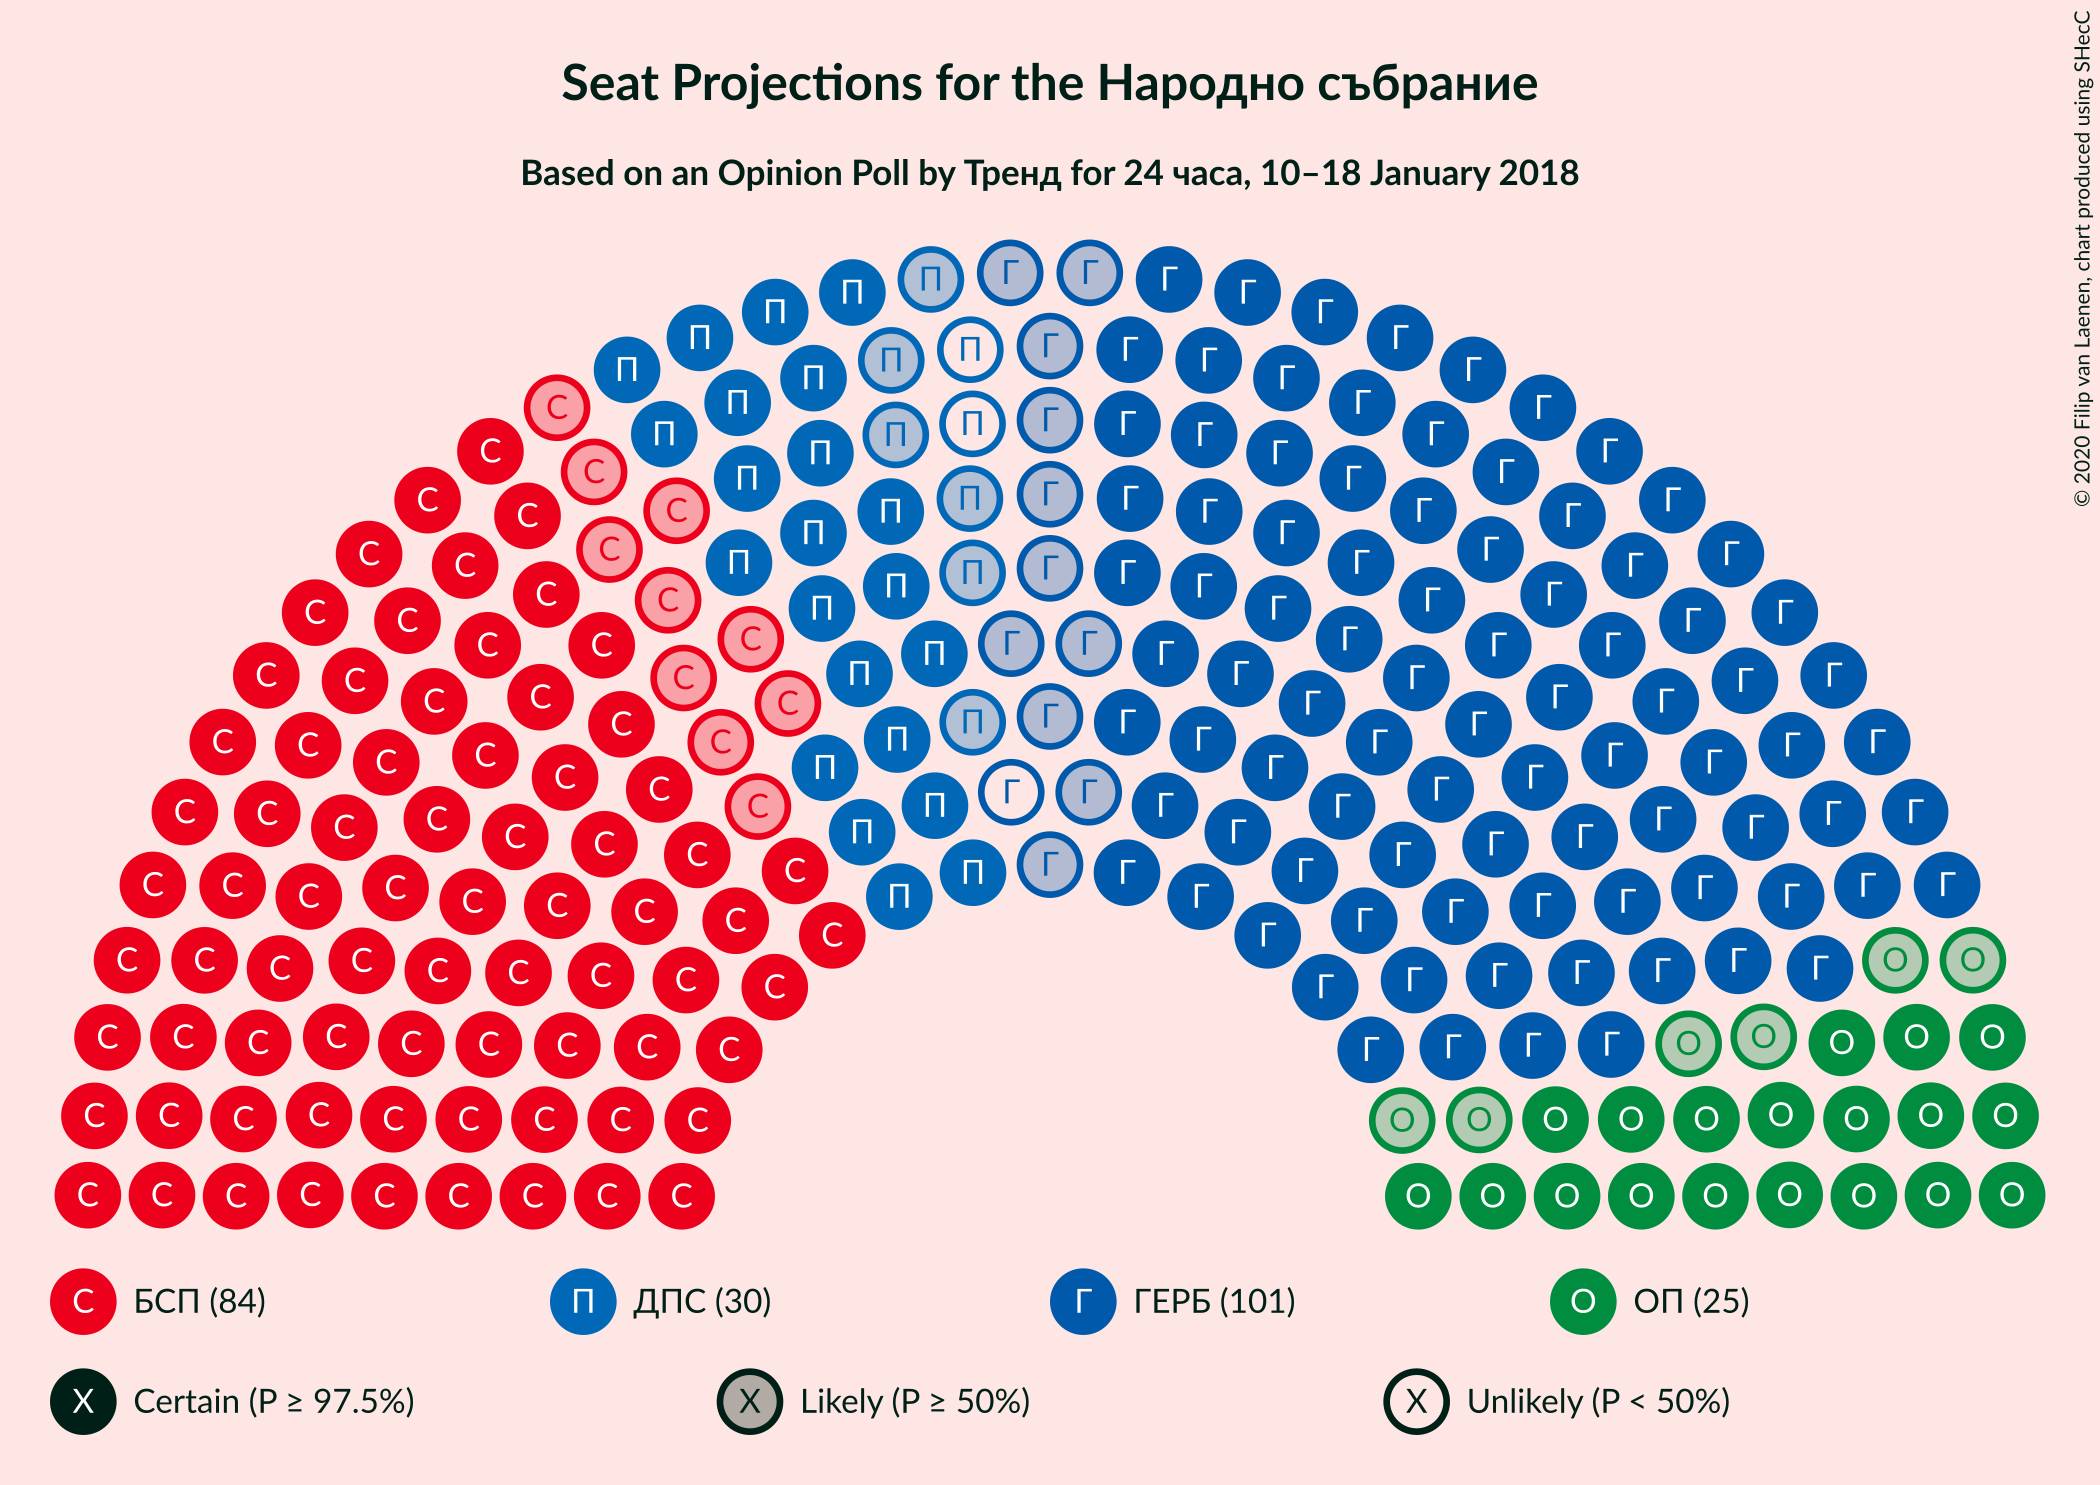 Seat Projections for the Народно събрание
Based on an Opinion Poll by Тренд for 24 часа, 10–18 January 2018
© 2020 Filip van Laenen, chart produced using SHecC
С БСП (84)
П ДПС (30)
Г ГЕРБ (101)
О ОП (25)
X Certain (P ≥ 97.5%)
X Likely (P ≥ 50%)
X Unlikely (P < 50%)